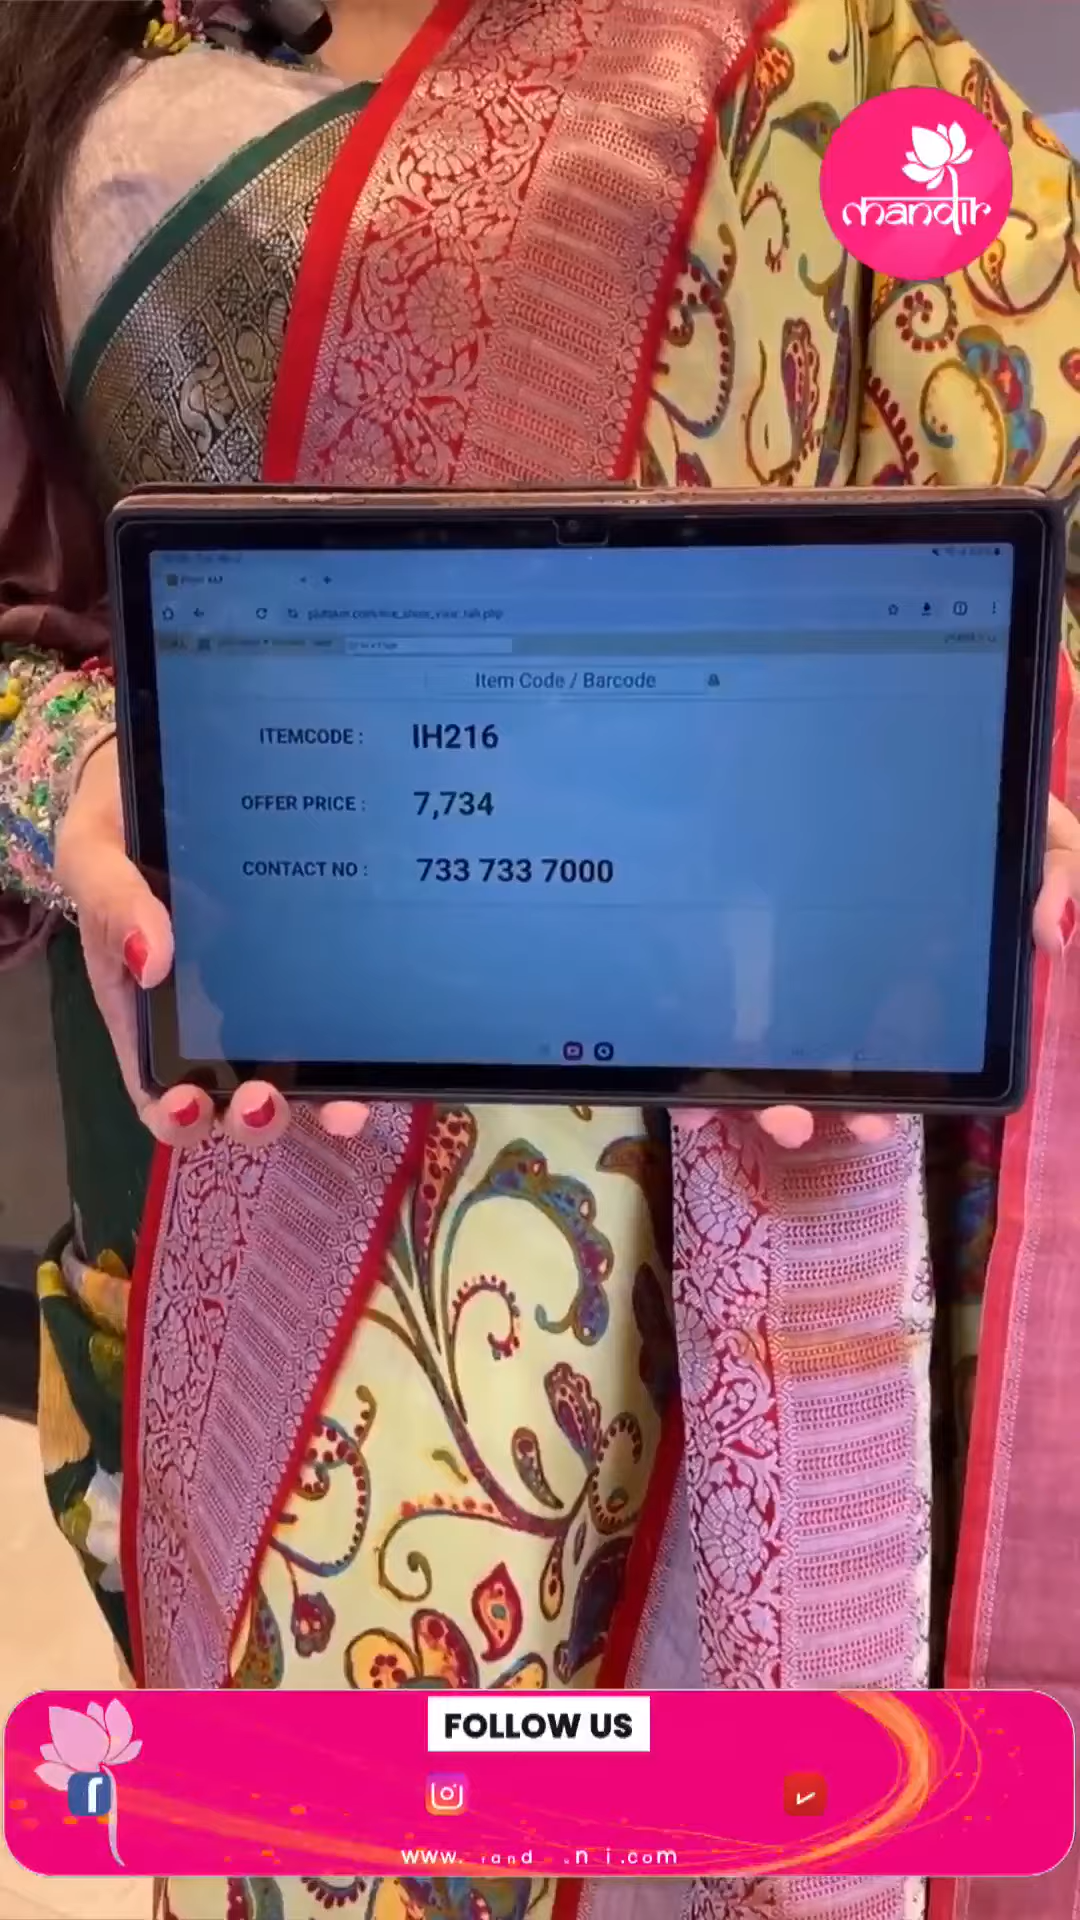 mandir
Item Code / Barcode
ITEMCODE : IH216
OFFER PRICE : 7,734
CONTACT NO : 733 733 7000
FOLLOW US